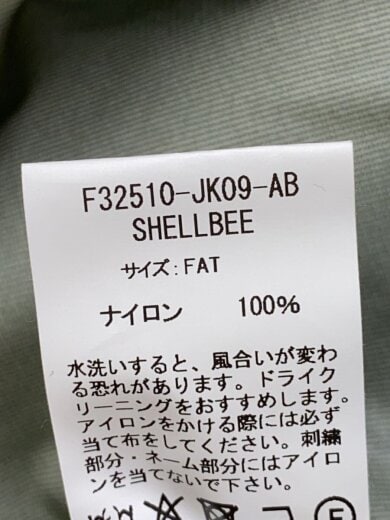 F32510-JK09-AB
SHELLBEE
サイズ:FAT
ナイロン 100%
水洗いすると、風合いが変わ
る恐れがあります。ドライク
リーニングをおすすめします。
アイロンをかける際には必ず
当て布をしてください。刺繍
部分・ネーム部分にはアイロ
ンを当てないで下さい。
F